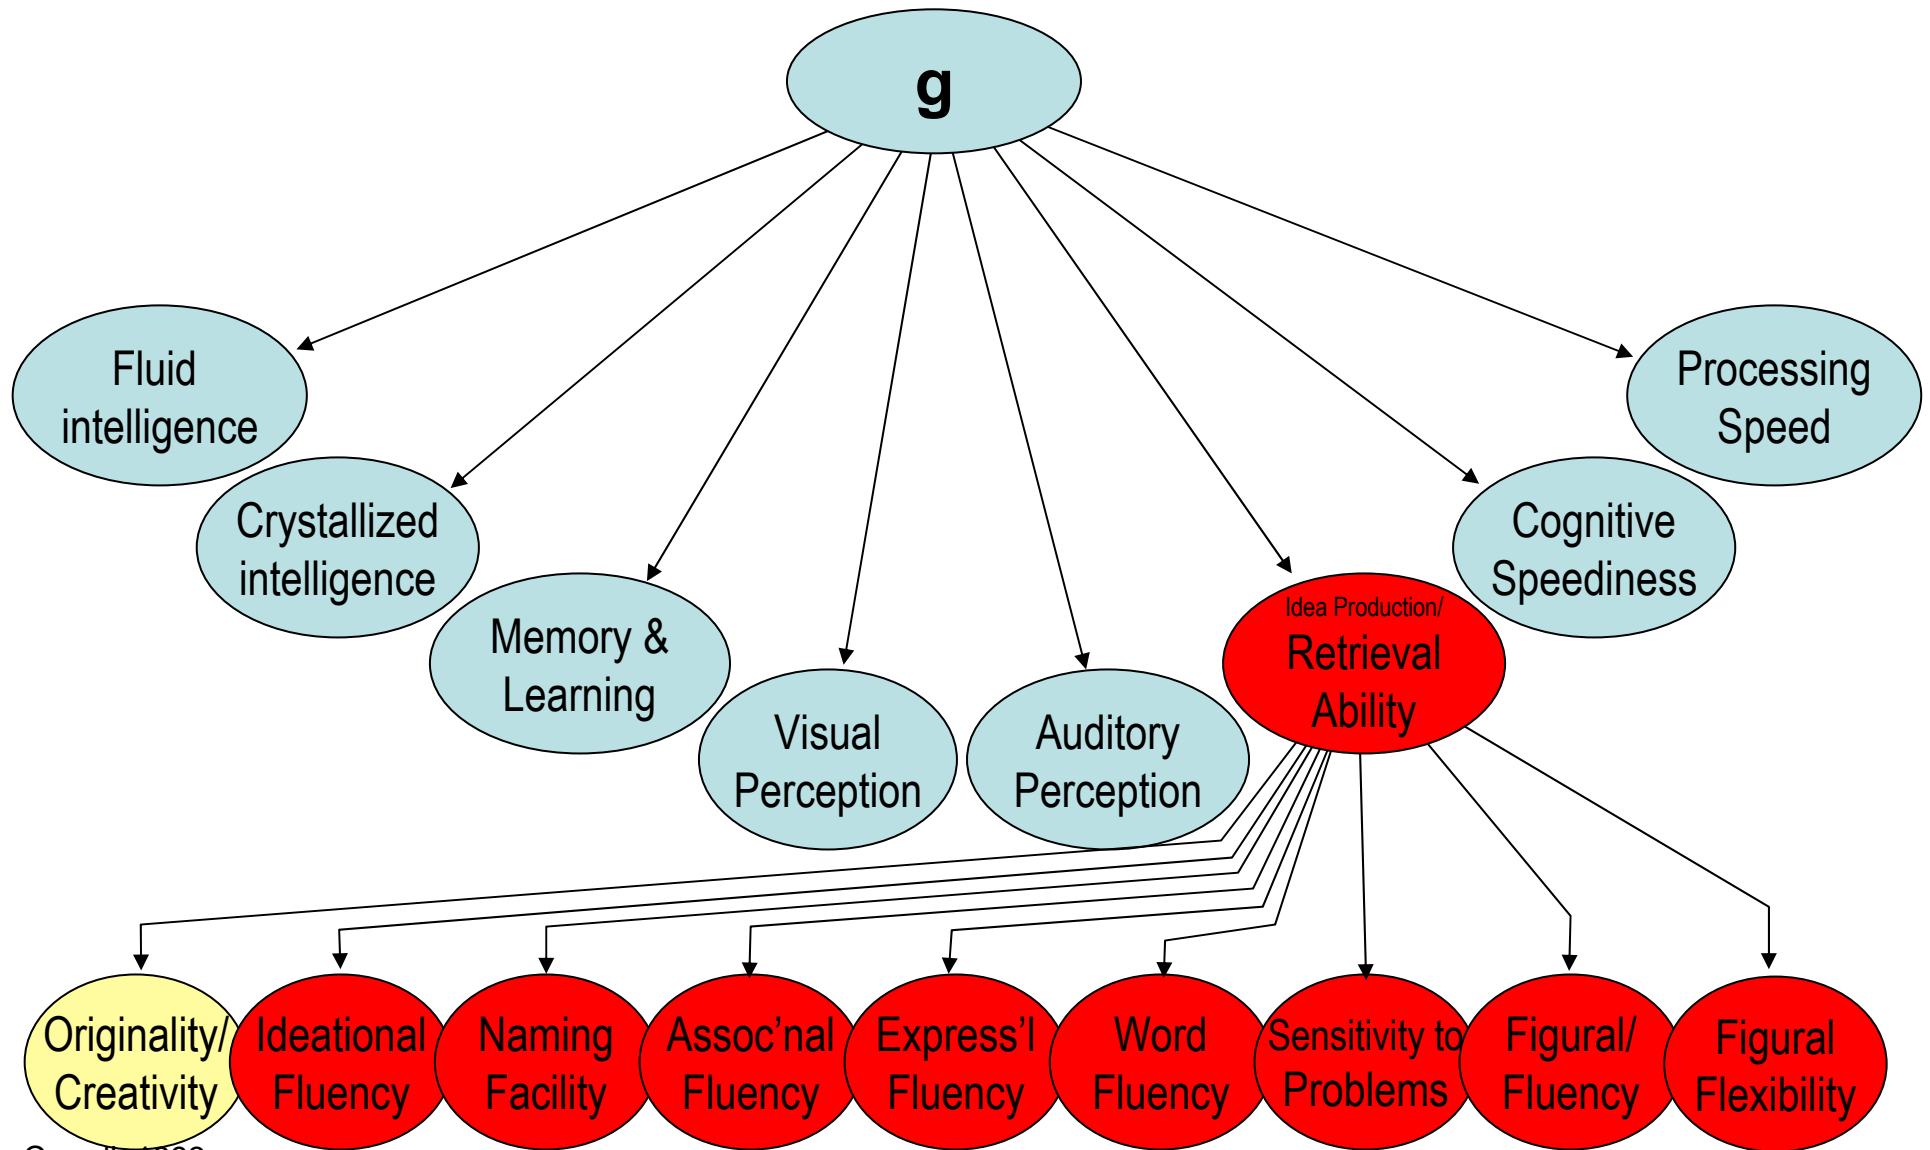 g
Fluid
intelligence
Processing
Speed
Crystallized
intelligence
Cognitive
Speediness
Memory &
Learning
Idea Production/
Retrieval
Ability
Visual
Perception
Auditory
Perception
Originality/
Creativity
Ideational
Fluency
Naming
Facility
Assoc'nal
Fluency
Express'l
Fluency
Word
Fluency
Sensitivity to
Problems
Figural/
Fluency
Figural
Flexibility